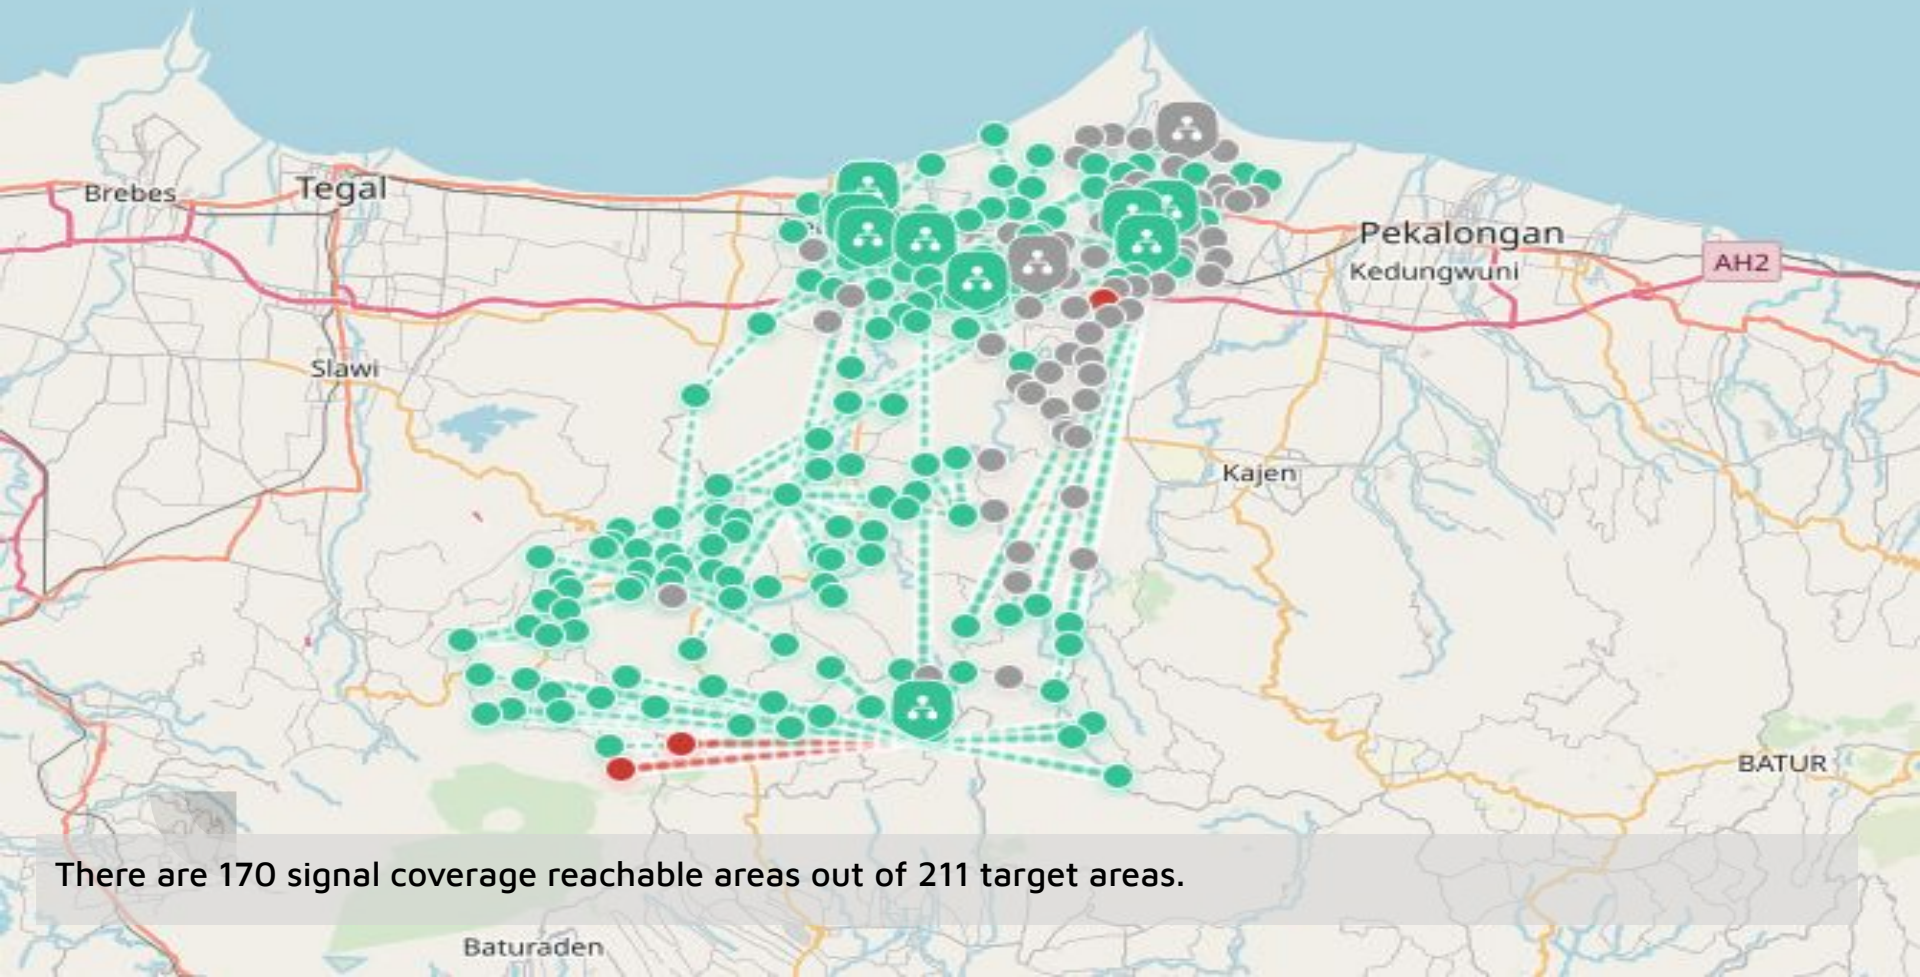 Brebes
Tegal
Pekalongan
Kedungwuni
AH2
Slawi
Kajen
BATUR
There are 170 signal coverage reachable areas out of 211 target areas.
Baturaden